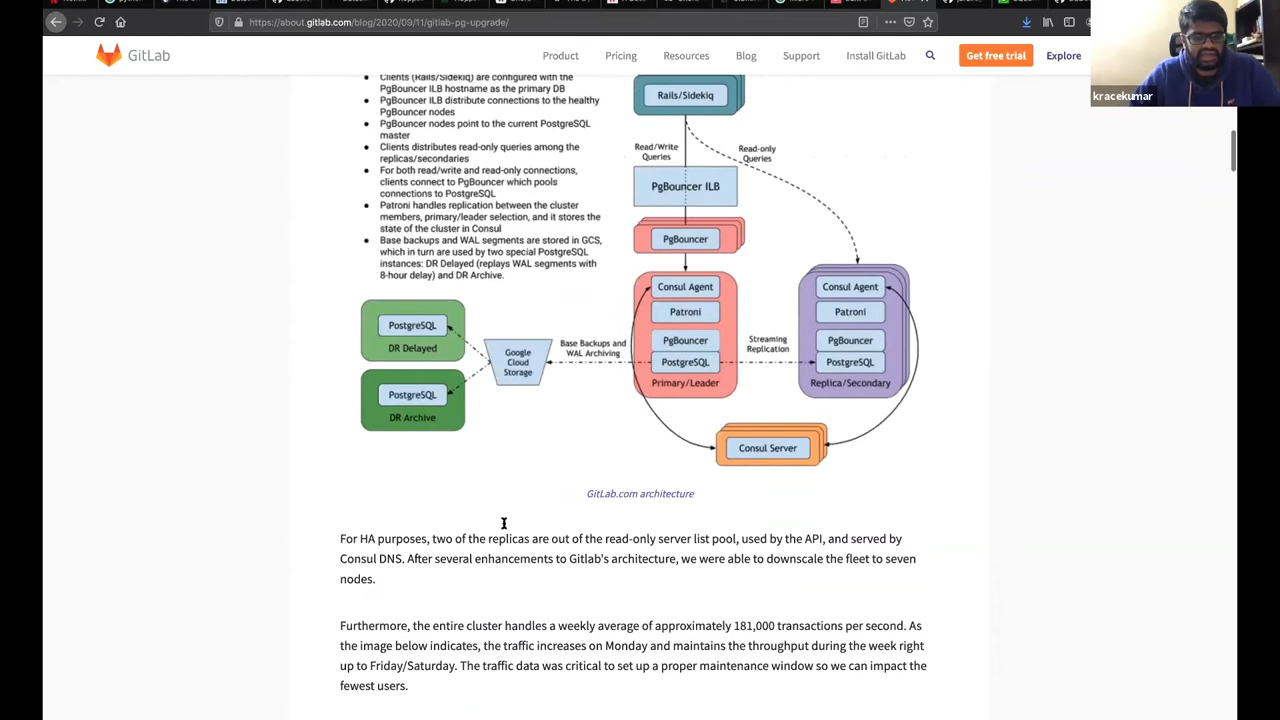 https://about.gitlab.com/blog/2020/09/11/gitlab-pg-upgrade/
GitLab
Product
Pricing
Resources
Blog
Support
Install GitLab
Get free trial
Explore
kracekumar
Clients (Rails/Sidekiq) are configured with the
PgBouncer ILB hostname as the primary DB
PgBouncer ILB distribute connections to the healthy
PgBouncer nodes
PgBouncer nodes point to the current PostgreSQL
master
Clients distributes read-only queries among the
replicas/secondaries
For both read/write and read-only connections,
clients connect to PgBouncer which pools
connections to PostgreSQL
Patroni handles replication between the cluster
members, primary/leader selection, and it stores the
state of the cluster in Consul
Base backups and WAL segments are stored in GCS,
which in turn are used by two special PostgreSQL
instances: DR Delayed (replays WAL segments with
8-hour delay) and DR Archive.
Rails/Sidekiq
Read/Write
Queries
Read-only
Queries
PgBouncer ILB
PgBouncer
Consul Agent
Patroni
PgBouncer
PostgreSQL
Primary/Leader
Consul Agent
Patroni
PgBouncer
PostgreSQL
Replica/Secondary
Streaming
Replication
Base Backups and
WAL Archiving
Google
Cloud
Storage
PostgreSQL
DR Delayed
PostgreSQL
DR Archive
Consul Server
GitLab.com architecture
For HA purposes, two of the replicas are out of the read-only server list pool, used by the API, and served by
Consul DNS. After several enhancements to Gitlab's architecture, we were able to downscale the fleet to seven
nodes.
Furthermore, the entire cluster handles a weekly average of approximately 181,000 transactions per second. As
the image below indicates, the traffic increases on Monday and maintains the throughput during the week right
up to Friday/Saturday. The traffic data was critical to set up a proper maintenance window so we can impact the
fewest users.